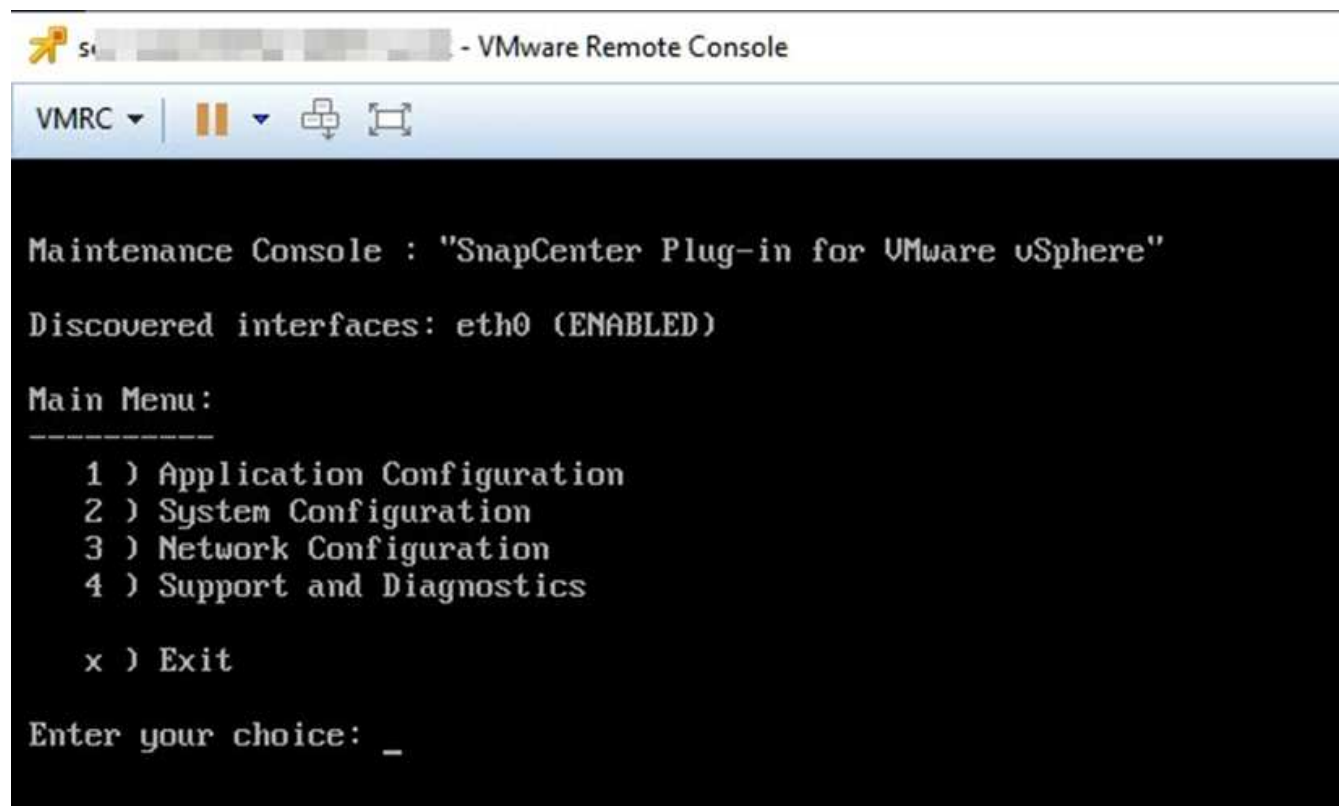 - VMware Remote Console
VMRC
Maintenance Console : "SnapCenter Plug-in for VMware vSphere"
Discovered interfaces: eth0 (ENABLED)
Main Menu:
----------
1 ) Application Configuration
2 ) System Configuration
3 ) Network Configuration
4 ) Support and Diagnostics
x ) Exit
Enter your choice: _